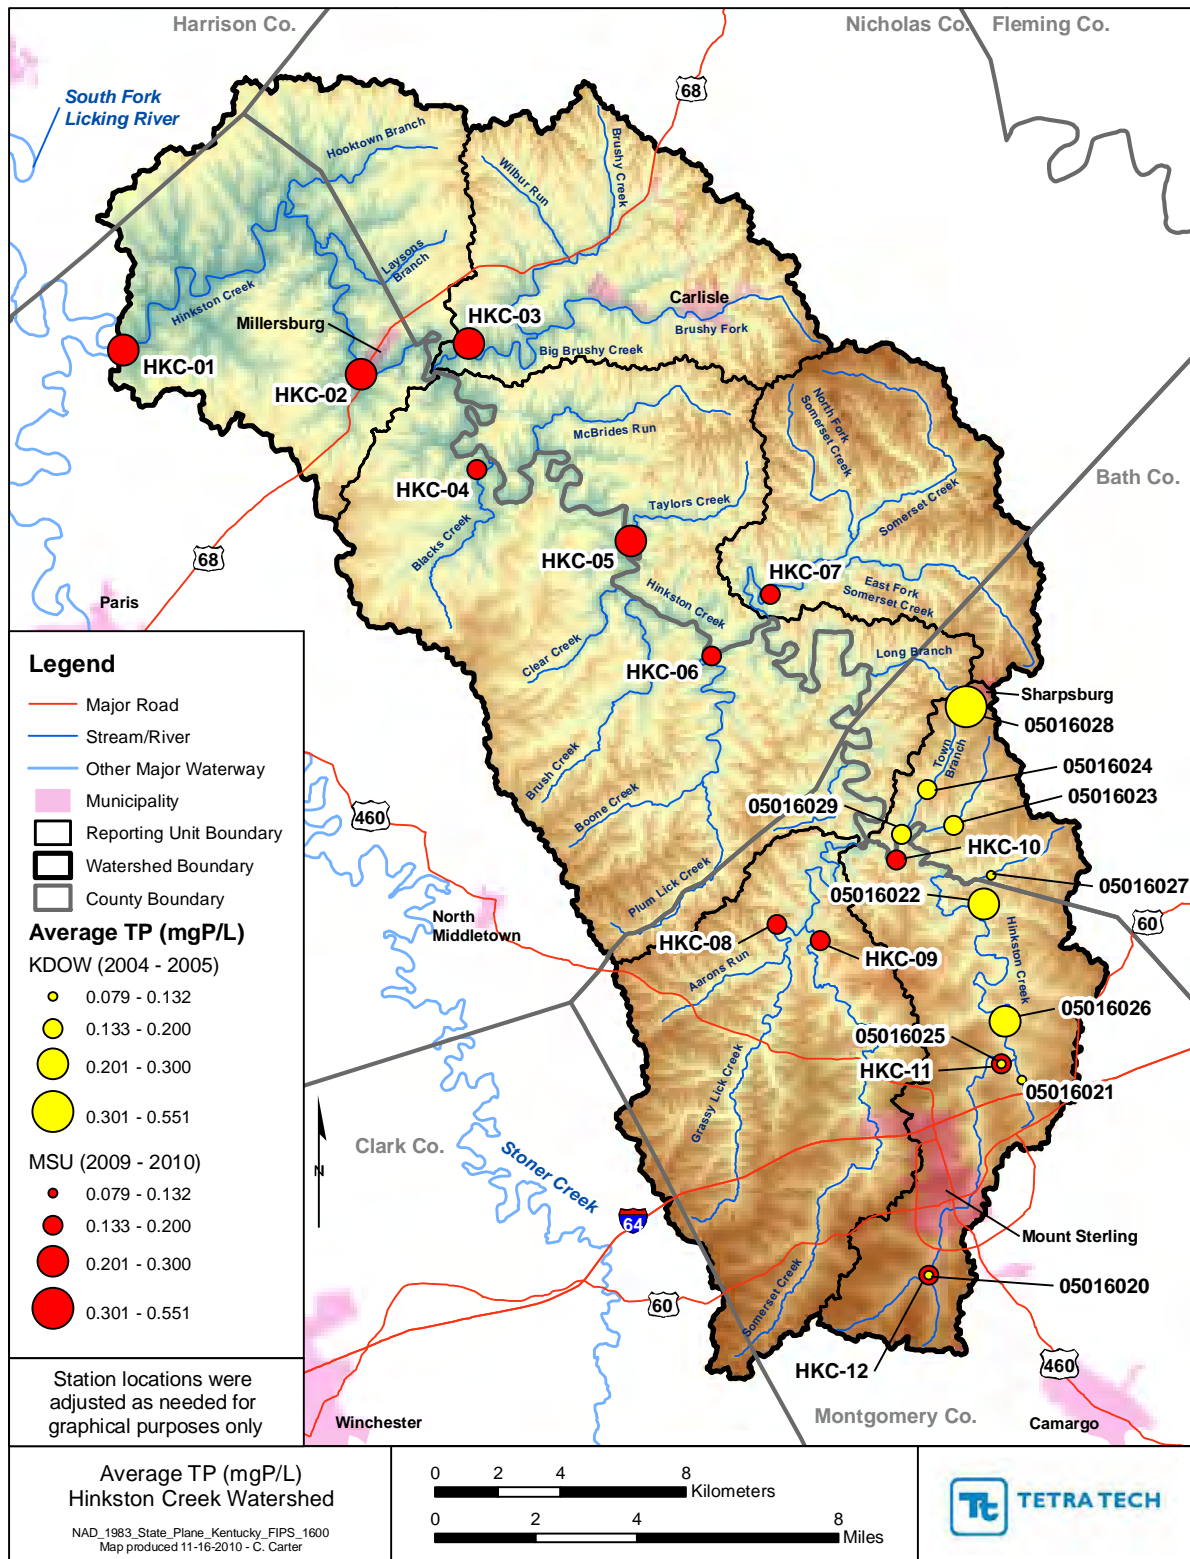 Harrison Co.
Nicholas Co.
Fleming Co.
South Fork
Licking River
68
Hooktown Branch
Wilbur Run
Brushy Creek
Laysons
Branch
Hinkston Creek
Millersburg
Carlisle
HKC-03
Brushy Fork
Big Brushy Creek
HKC-01
HKC-02
McBrides Run
North Fork
Somerset Creek
HKC-04
Bath Co.
Taylors Creek
Somerset Creek
Blacks Creek
68
HKC-05
HKC-07
East Fork
Somerset Creek
Hinkston Creek
Paris
Clear Creek
HKC-06
Long Branch
Sharpsburg
05016028
Town
Branch
05016024
Brush Creek
05016029
05016023
Boone Creek
460
HKC-10
05016027
Plum Lick Creek
05016022
60
North
Middletown
HKC-08
HKC-09
Aarons Run
Hinkston Creek
05016026
05016025
HKC-11
05016021
Grassy Lick Creek
Clark Co.
Stoner Creek
64
Mount Sterling
Somerset Creek
05016020
60
HKC-12
460
Montgomery Co.
Winchester
Camargo
N
Legend
Major Road
Stream/River
Other Major Waterway
Municipality
Reporting Unit Boundary
Watershed Boundary
County Boundary
Average TP (mgP/L)
KDOW (2004 - 2005)
0.079 - 0.132
0.133 - 0.200
0.201 - 0.300
0.301 - 0.551
MSU (2009 - 2010)
0.079 - 0.132
0.133 - 0.200
0.201 - 0.300
0.301 - 0.551
Station locations were
adjusted as needed for
graphical purposes only
Average TP (mgP/L)
Hinkston Creek Watershed
NAD_1983_State_Plane_Kentucky_FIPS_1600
Map produced 11-16-2010 - C. Carter
0 2 4 8
Kilometers
0 2 4 8
Miles
Tt TETRA TECH